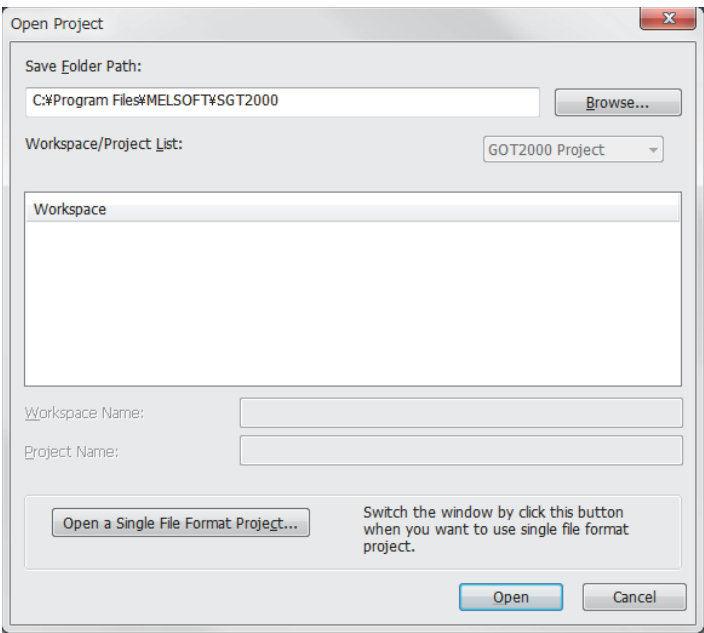 Open Project
Save Folder Path:
C:¥Program Files¥MELSOFT¥SGT2000
Browse...
Workspace/Project List:
GOT2000 Project
Workspace
Workspace Name:
Project Name:
Open a Single File Format Project...
Switch the window by click this button
when you want to use single file format
project.
Open
Cancel